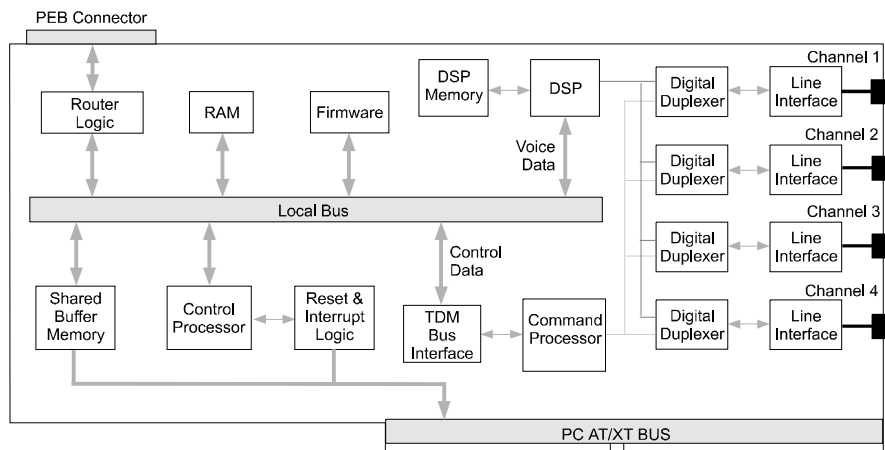 PEB Connector
Channel 1
Router
Logic
RAM
Firmware
DSP
Memory
DSP
Digital
Duplexer
Line
Interface
Voice
Data
Channel 2
Digital
Duplexer
Line
Interface
Local Bus
Channel 3
Digital
Duplexer
Line
Interface
Control
Data
Channel 4
Shared
Buffer
Memory
Control
Processor
Reset &
Interrupt
Logic
TDM
Bus
Interface
Command
Processor
Digital
Duplexer
Line
Interface
PC AT/XT BUS